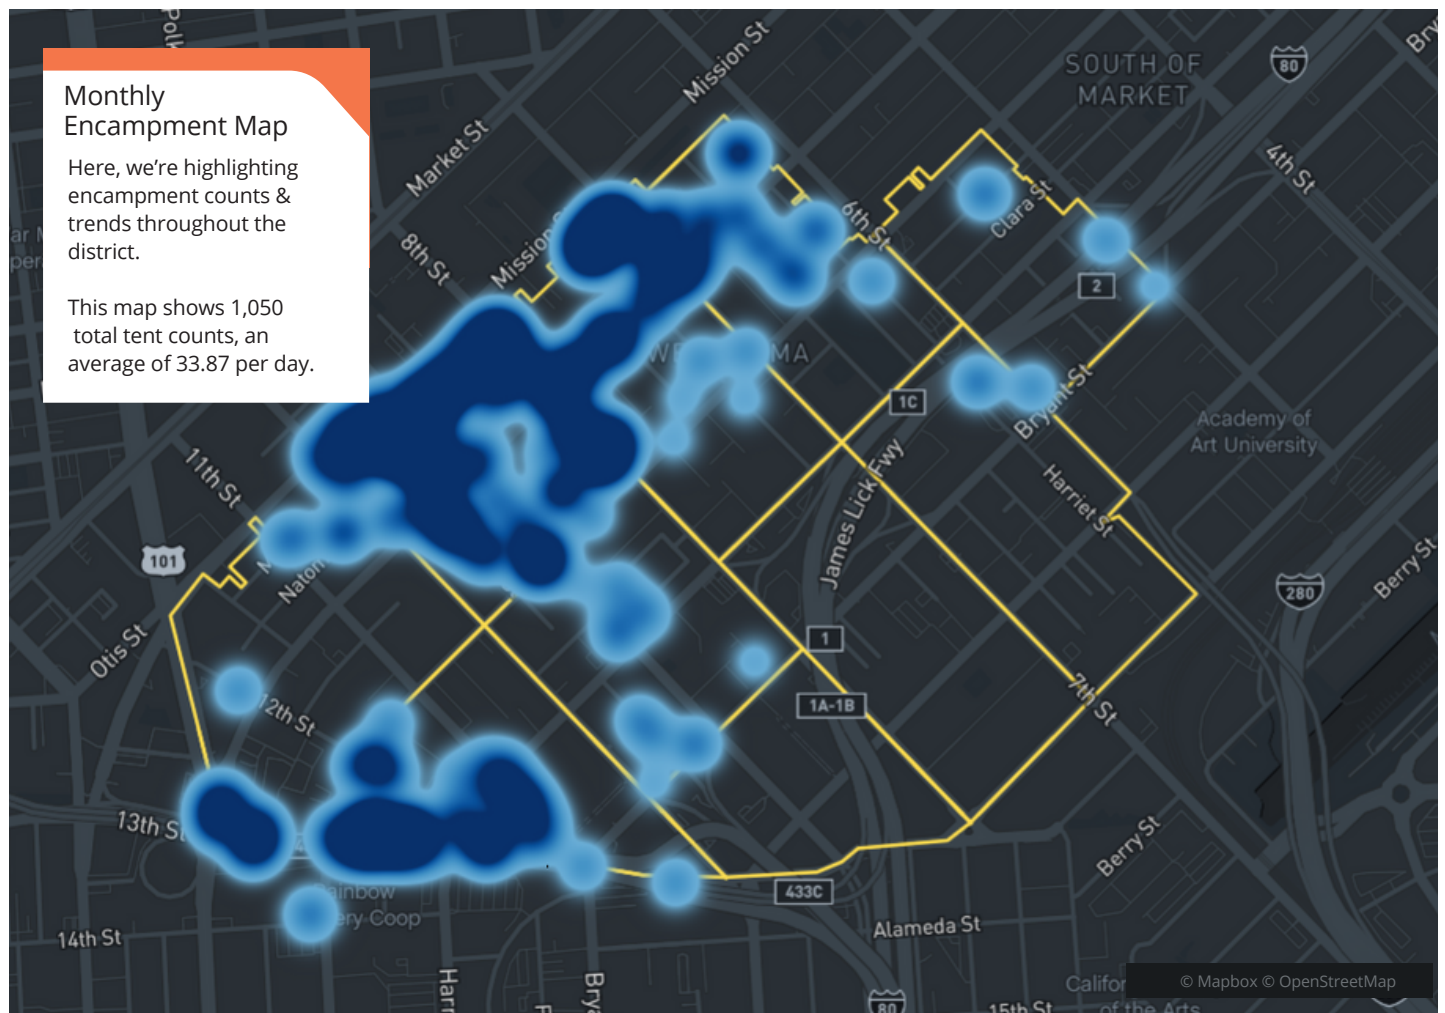 Monthly
Encampment Map
Here, we’re highlighting
encampment counts &
trends throughout the
district.
This map shows 1,050
total tent counts, an
average of 33.87 per day.
Mission St
SOUTH OF
MARKET
80
4th St
Market St
Clara St
6th St
8th St
2
1C
Bryant St
Academy of
Art University
James Lick Fwy
Harriet St
11th St
101
Berry St
280
Otis St
1
1A-1B
7th St
12th St
13th St
Berry St
433C
14th St
Alameda St
80
15th St
of the Arts
© Mapbox © OpenStreetMap